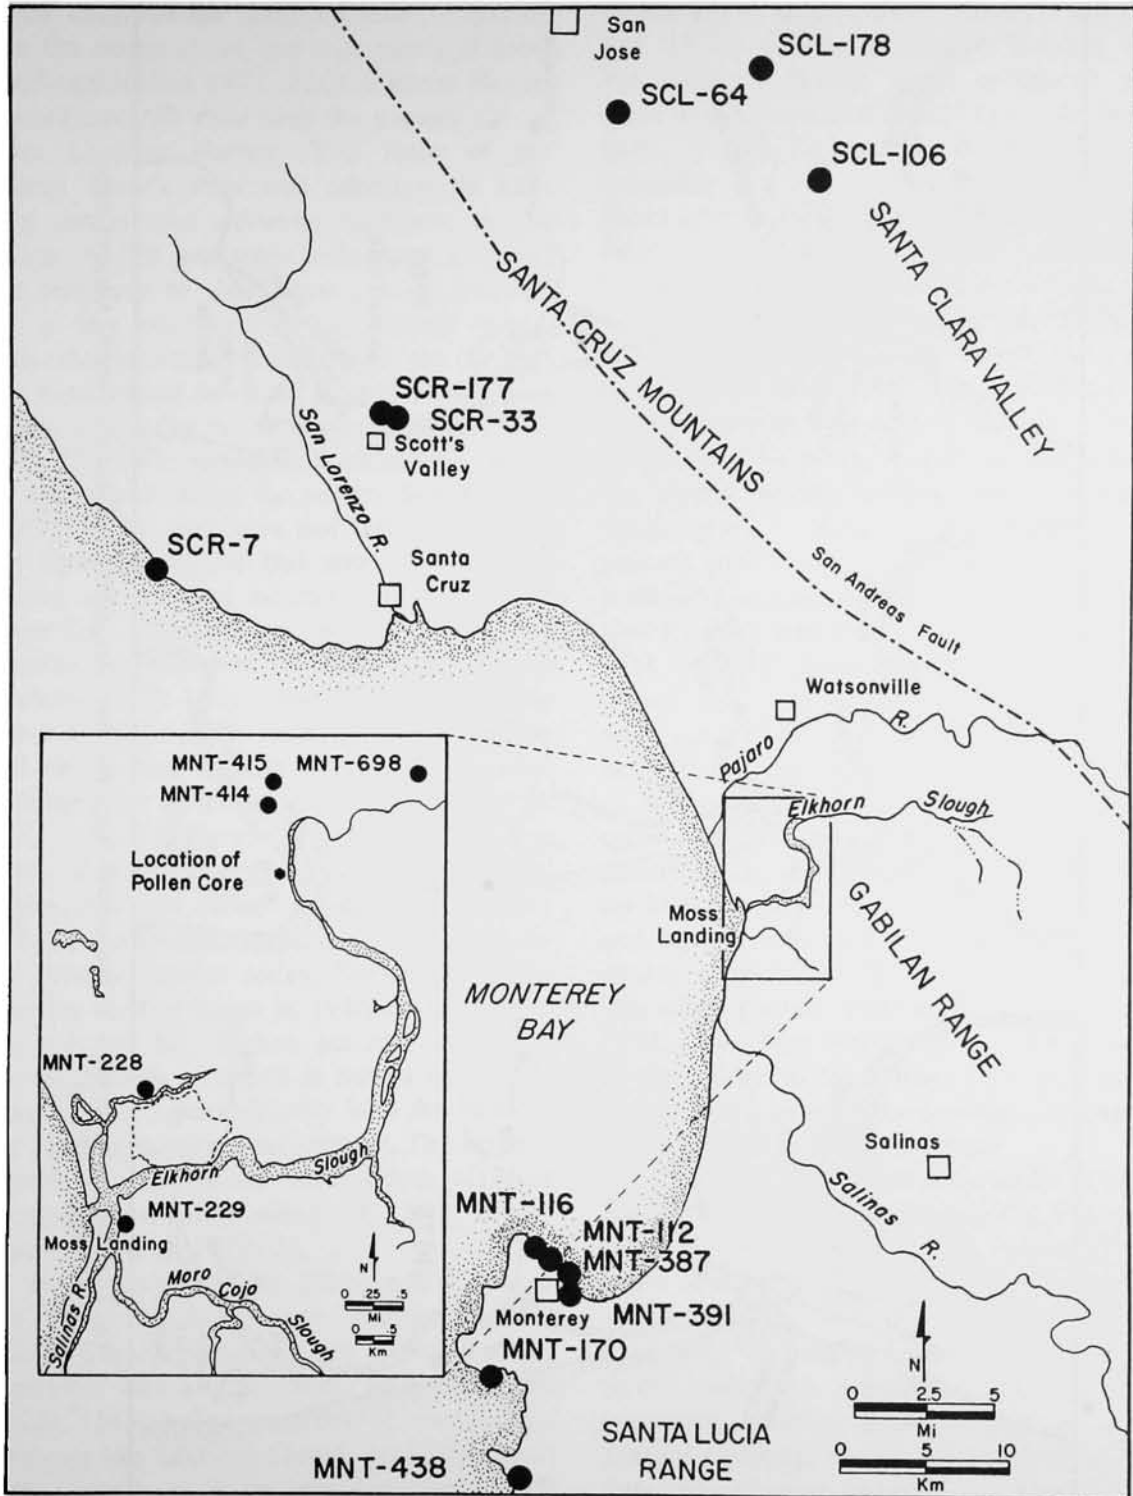 San
Jose
SCL-178
SCL-64
SCL-106
SANTA CLARA VALLEY
SANTA CRUZ MOUNTAINS
SCR-177
SCR-33
Scott's
Valley
San Lorenzo R.
SCR-7
Santa
Cruz
San Andreas Fault
Watsonville
Pajaro R.
Elkhorn Slough
Moss
Landing
GABILAN RANGE
MONTEREY
BAY
Salinas
Salinas R.
MNT-116
MNT-112
MNT-387
Monterey
MNT-391
MNT-170
MNT-438
SANTA LUCIA
RANGE
N
0 2.5 5
Mi
0 5 10
Km
MNT-415
MNT-698
MNT-414
Location of
Pollen Core
MNT-228
Elkhorn Slough
MNT-229
Moss Landing
Salinas R.
Moro Cojo Slough
N
0 .25 .5
Mi
0 .5
Km